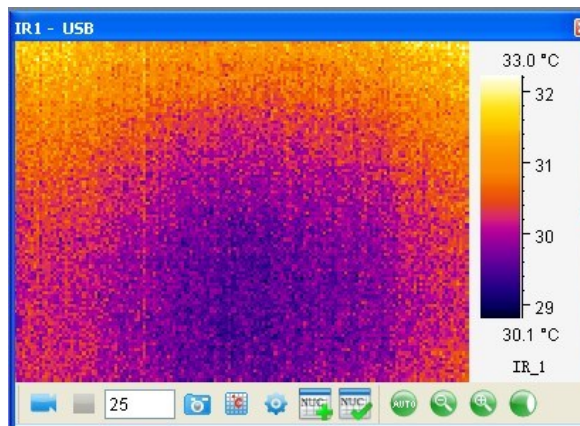 IR1 - USB
33.0 °C
32
31
30
29
30.1 °C
IR_1
25
°C
NUC
NUC
AUTO